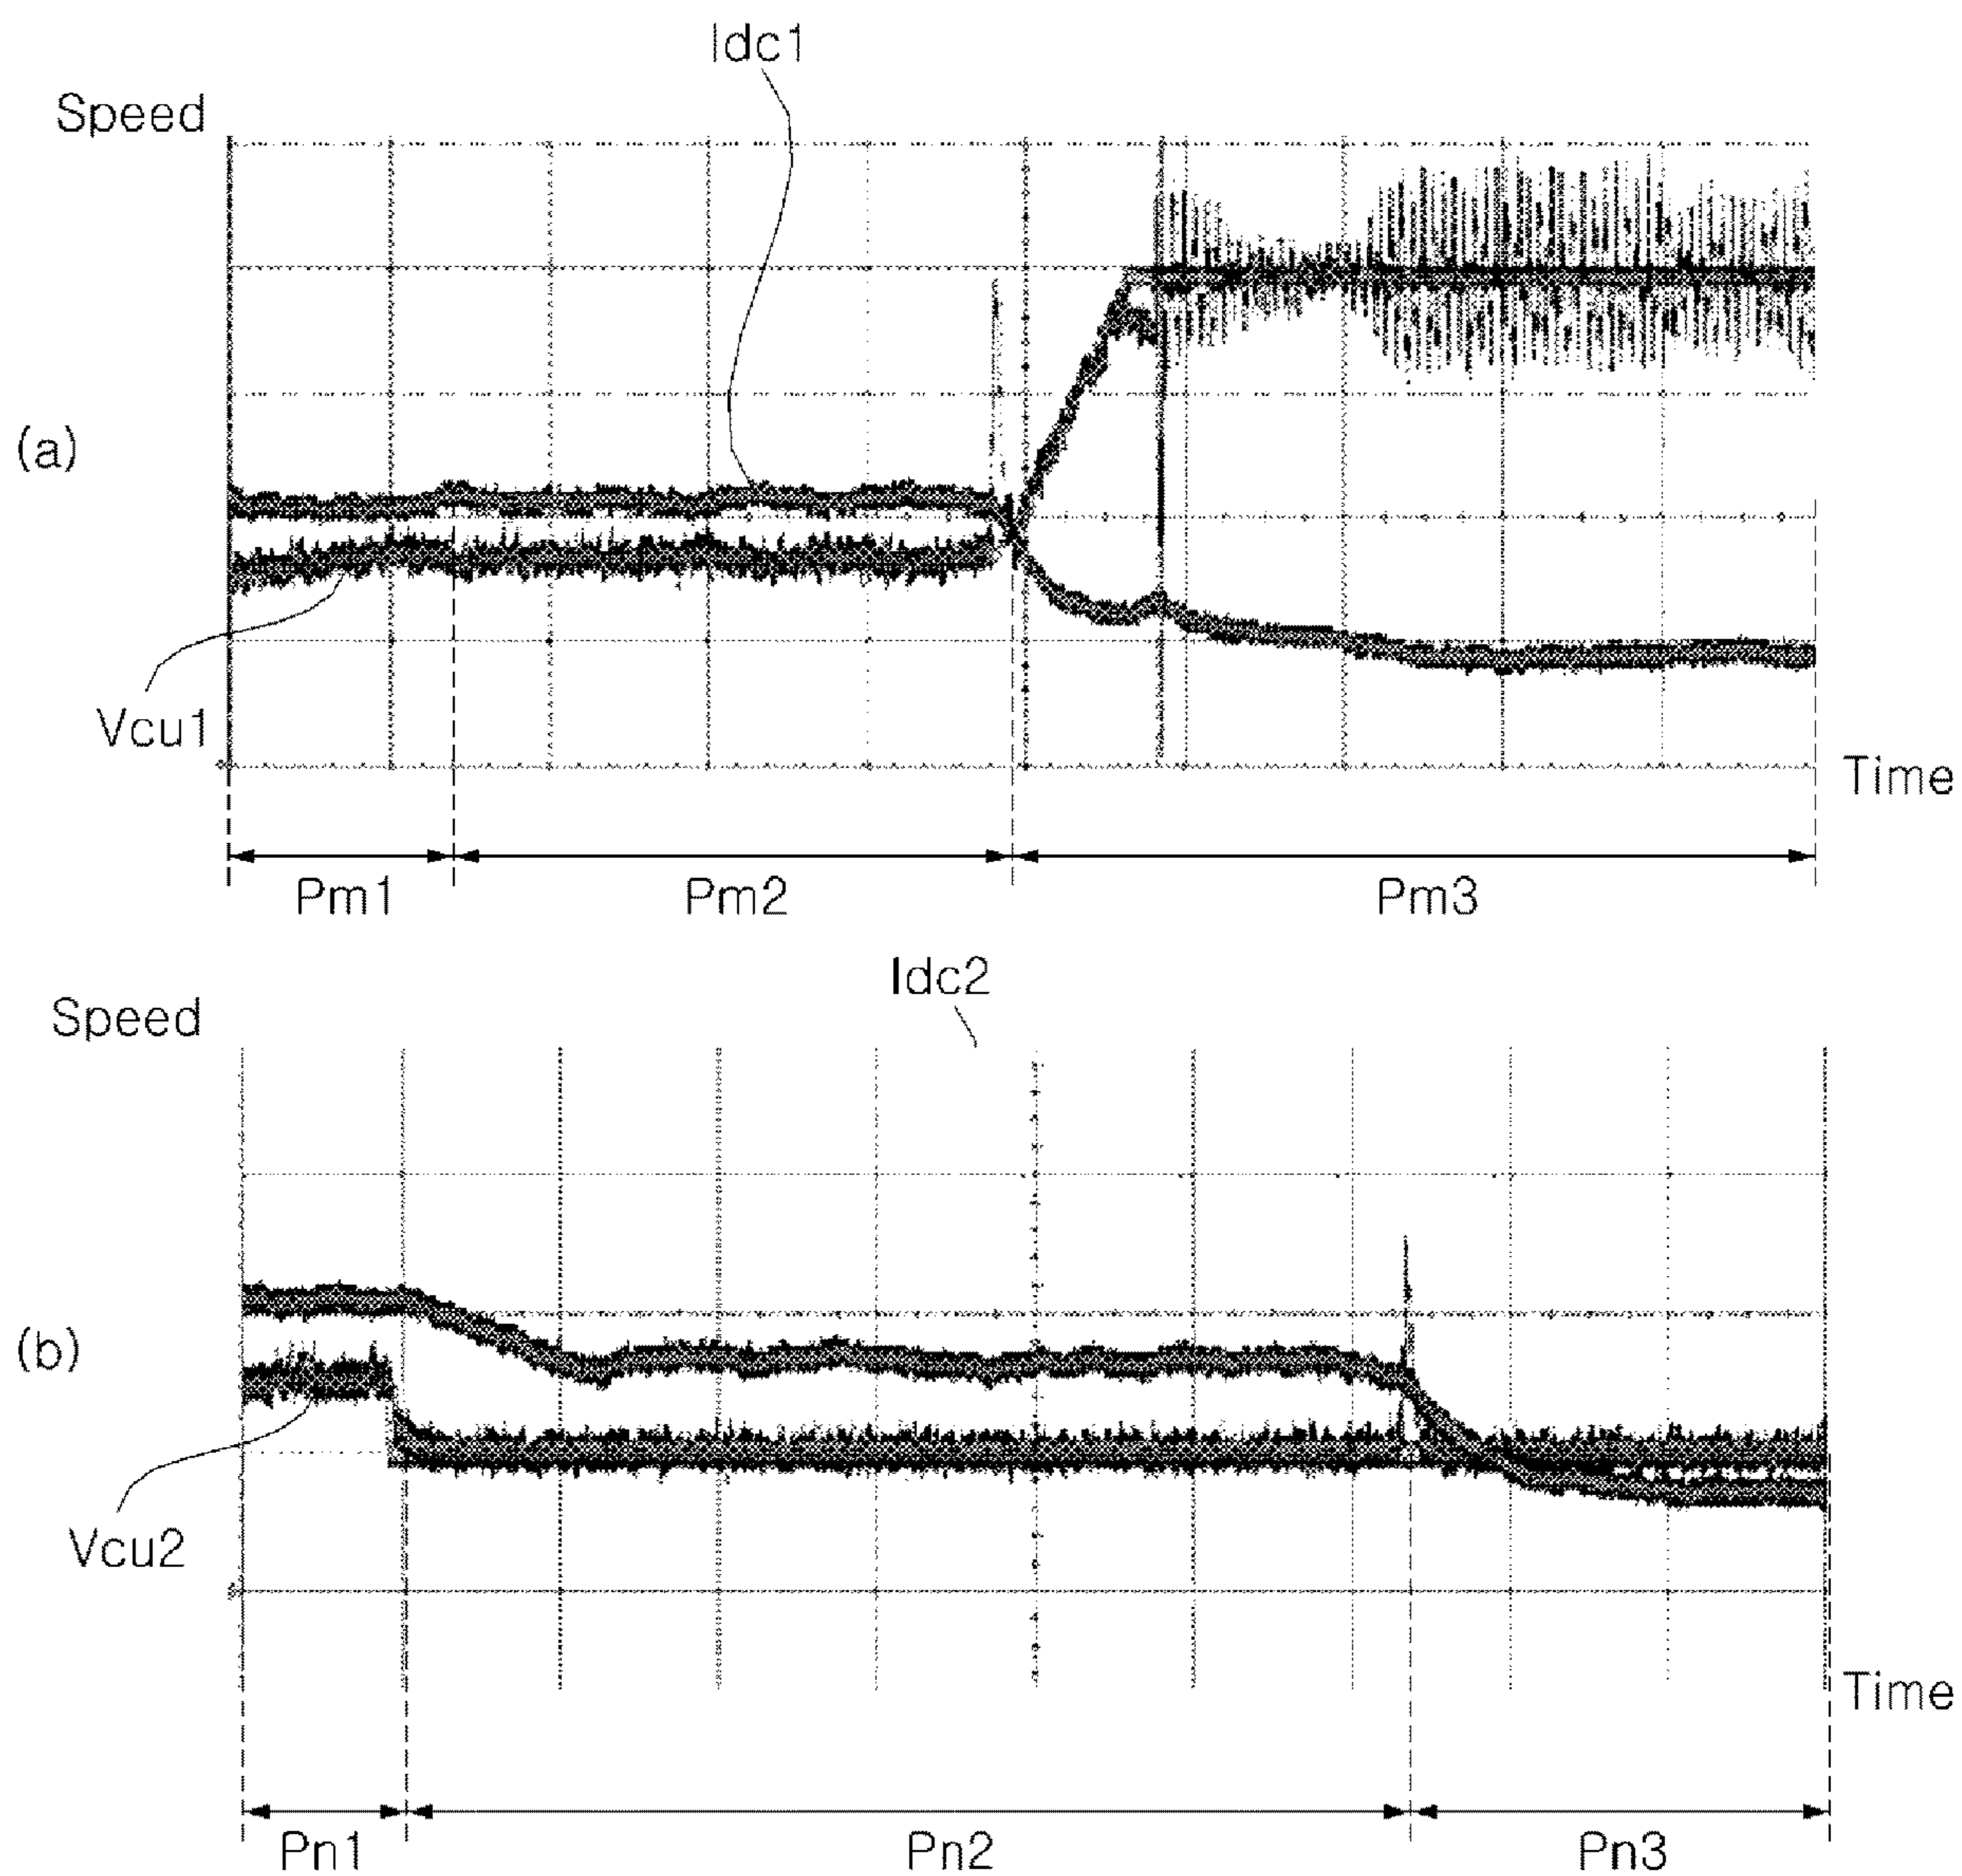 Idc1
Speed
(a)
Vcu1
Time
Pm1 Pm2 Pm3
Idc2
Speed
(b)
Vcu2
Time
Pn1 Pn2 Pn3